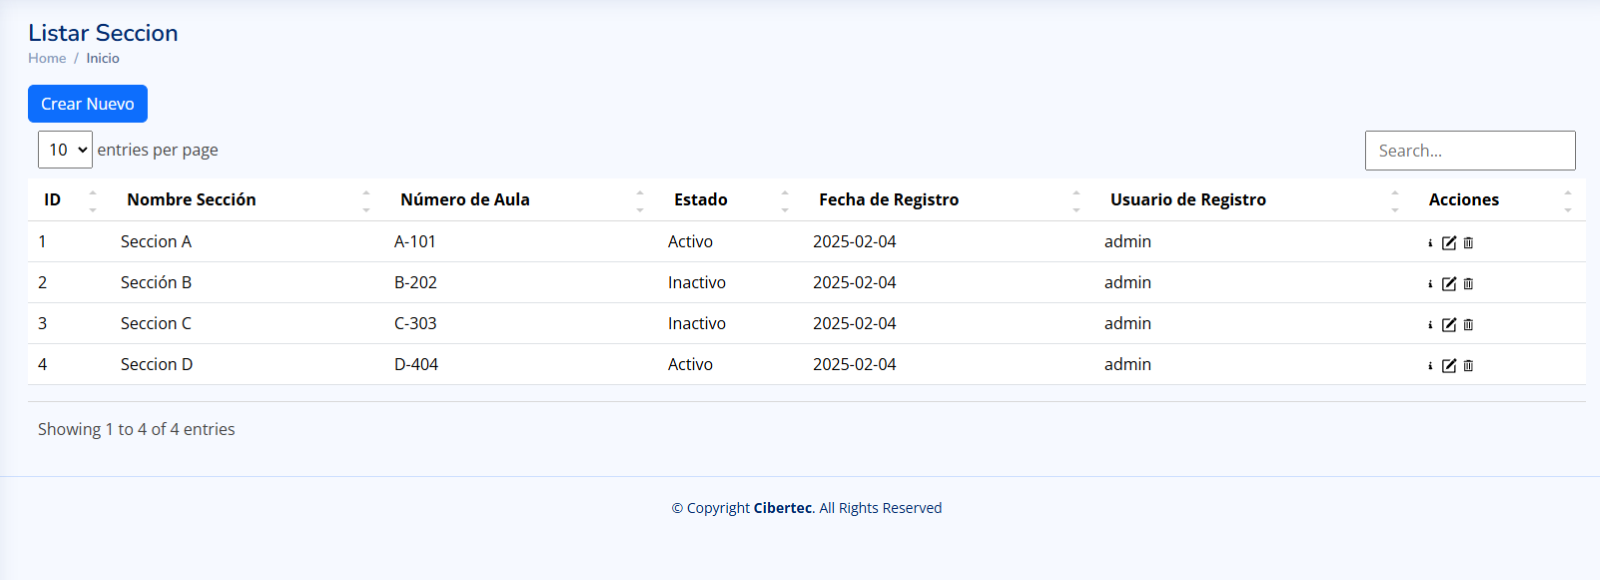 Listar Seccion
Home / Inicio
Crear Nuevo
10 entries per page
Search...
ID Nombre Sección Número de Aula Estado Fecha de Registro Usuario de Registro Acciones
1 Seccion A A-101 Activo 2025-02-04 admin
2 Sección B B-202 Inactivo 2025-02-04 admin
3 Seccion C C-303 Inactivo 2025-02-04 admin
4 Seccion D D-404 Activo 2025-02-04 admin
Showing 1 to 4 of 4 entries
© Copyright Cibertec. All Rights Reserved